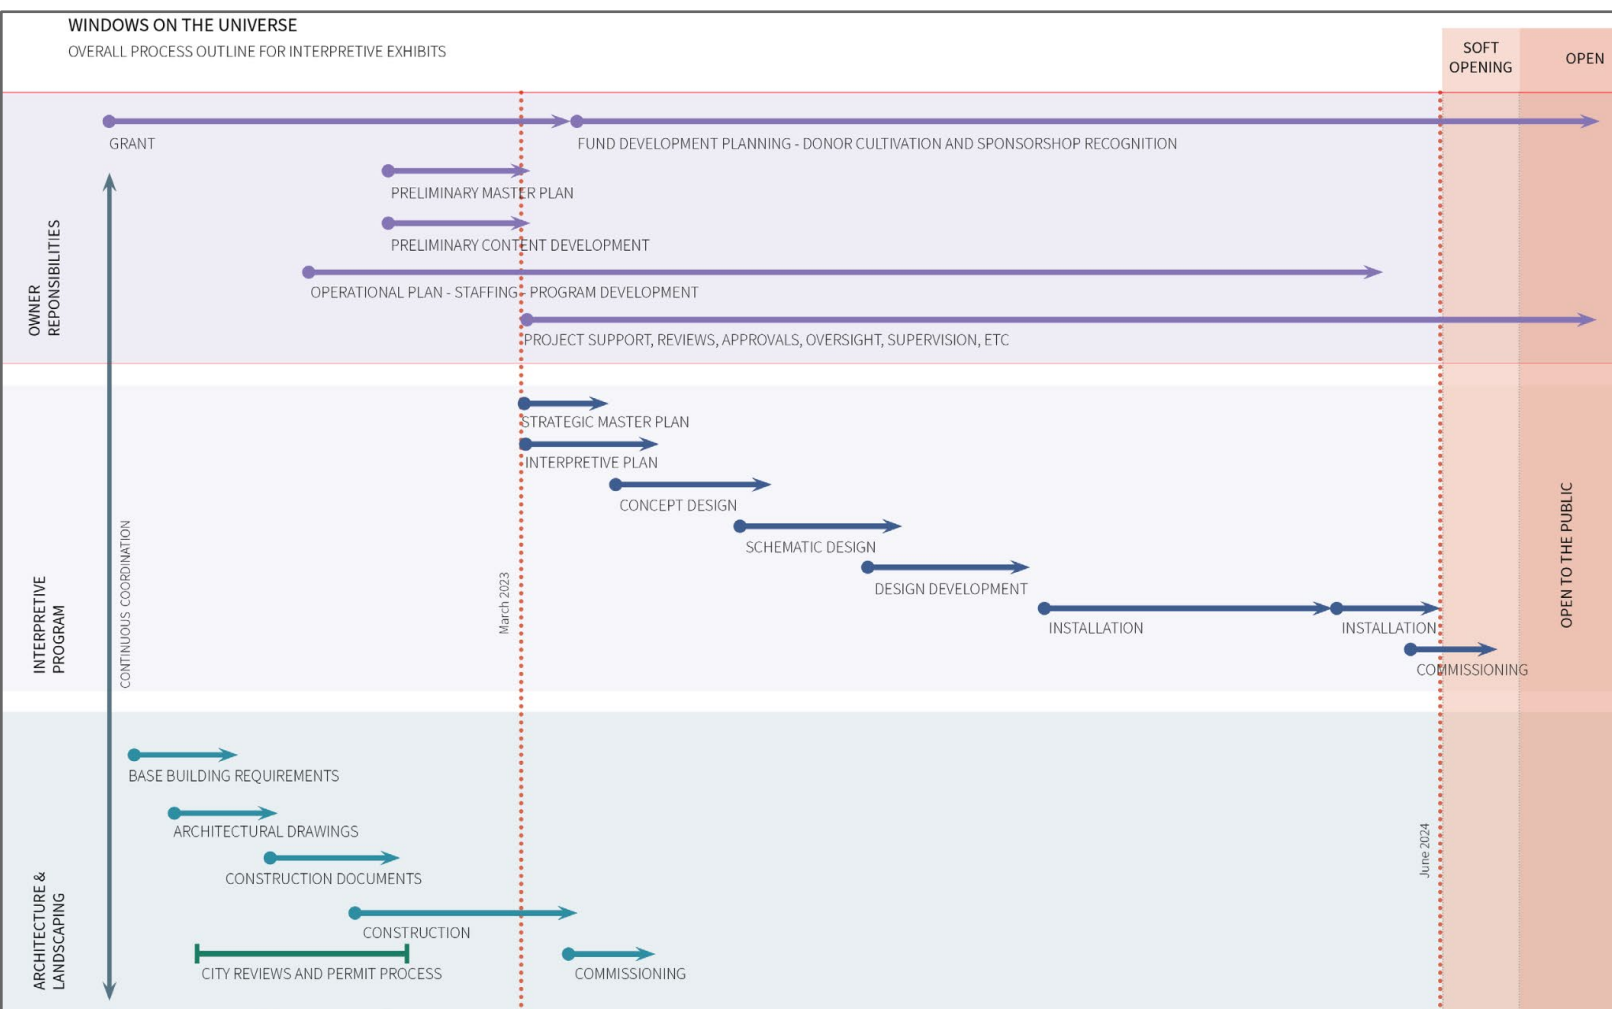 WINDOWS ON THE UNIVERSE
OVERALL PROCESS OUTLINE FOR INTERPRETIVE EXHIBITS
SOFT
OPENING
OPEN
GRANT
FUND DEVELOPMENT PLANNING - DONOR CULTIVATION AND SPONSORSHOP RECOGNITION
PRELIMINARY MASTER PLAN
PRELIMINARY CONTENT DEVELOPMENT
OPERATIONAL PLAN - STAFFING - PROGRAM DEVELOPMENT
PROJECT SUPPORT, REVIEWS, APPROVALS, OVERSIGHT, SUPERVISION, ETC
OWNER
REPONSIBILITIES
STRATEGIC MASTER PLAN
INTERPRETIVE PLAN
CONCEPT DESIGN
SCHEMATIC DESIGN
DESIGN DEVELOPMENT
INSTALLATION
INSTALLATION
COMMISSIONING
INTERPRETIVE
PROGRAM
CONTINUOUS COORDINATION
March 2023
OPEN TO THE PUBLIC
BASE BUILDING REQUIREMENTS
ARCHITECTURAL DRAWINGS
CONSTRUCTION DOCUMENTS
CONSTRUCTION
CITY REVIEWS AND PERMIT PROCESS
COMMISSIONING
ARCHITECTURE &
LANDSCAPING
June 2024